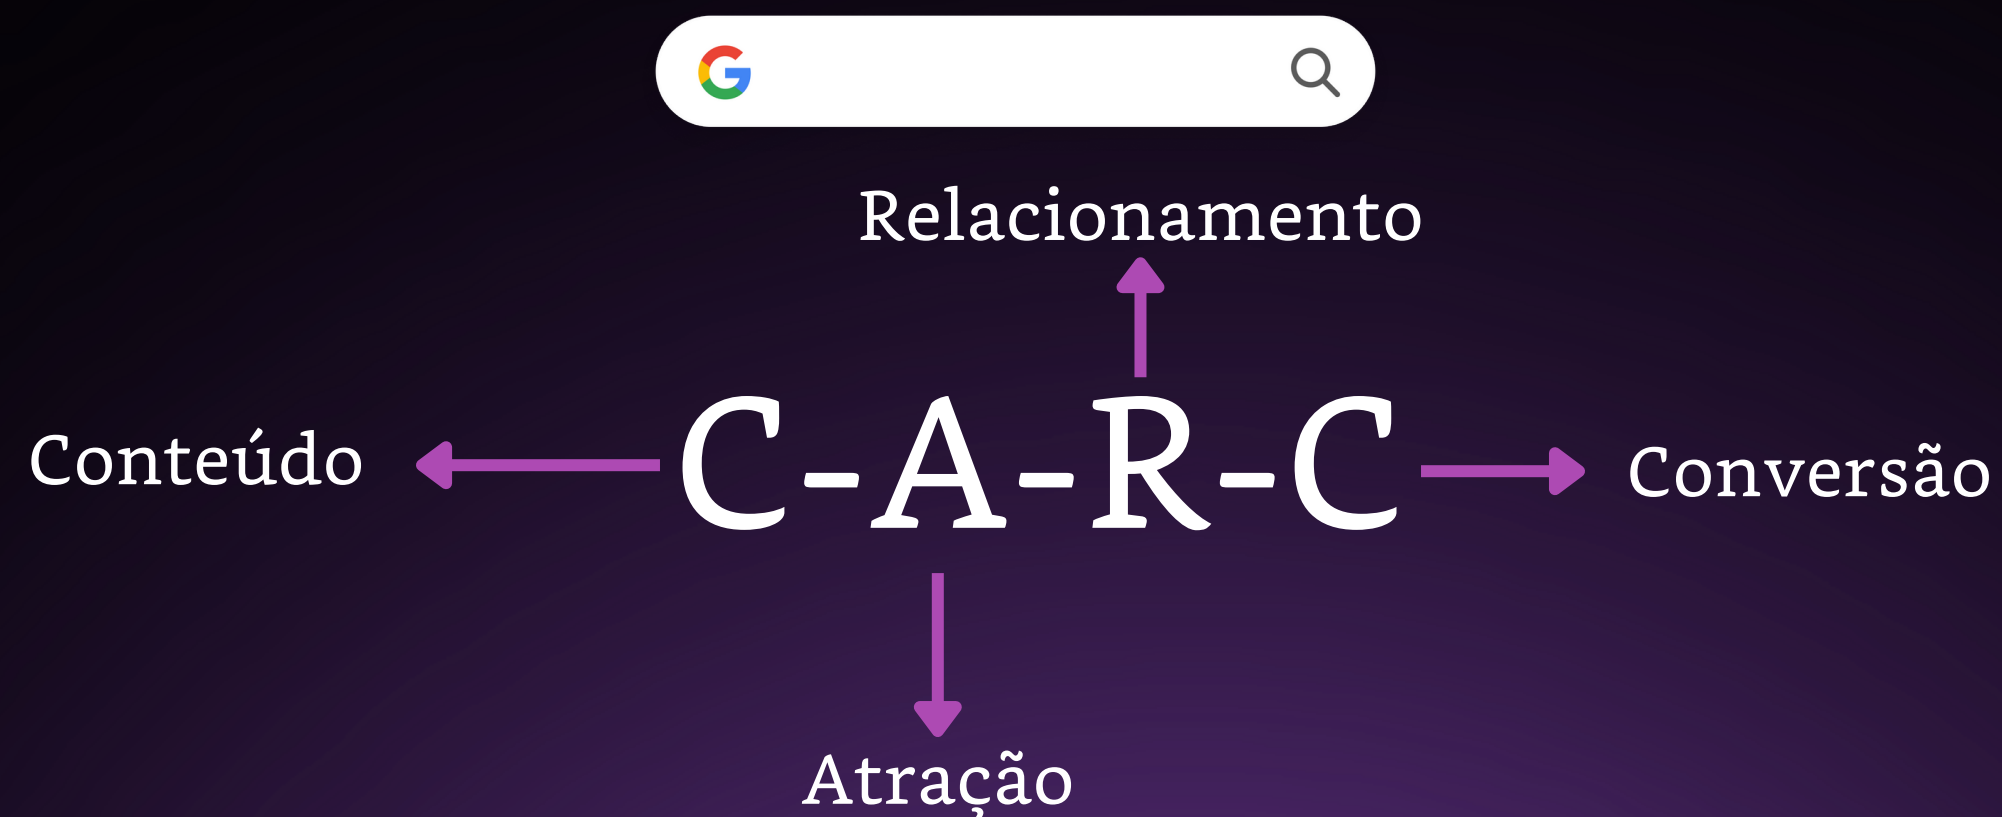 Relacionamento
Conteúdo
C-A-R-C
Conversão
Atração